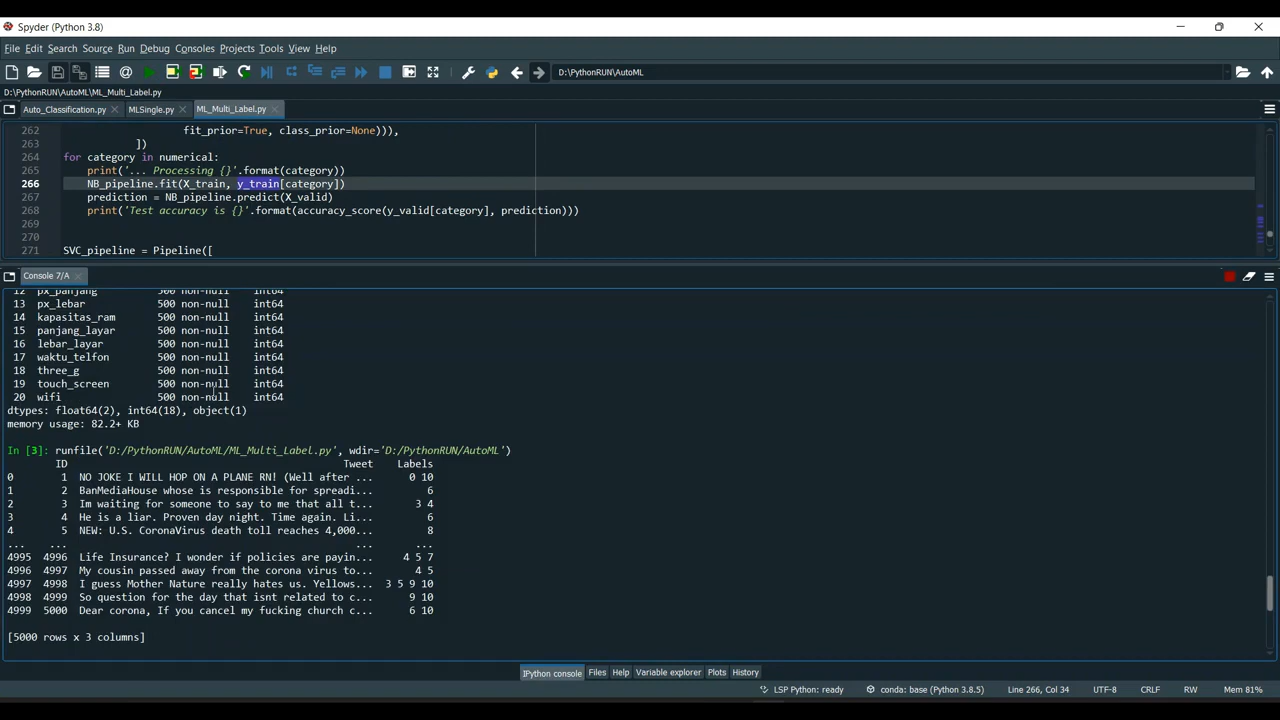 Spyder (Python 3.8)
File Edit Search Source Run Debug Consoles Projects Tools View Help
D:\PythonRUN\AutoML
D:\PythonRUN\AutoML\ML_Multi_Label.py
Auto_Classification.py MLSingle.py ML_Multi_Label.py
262 fit_prior=True, class_prior=None))),
263 ])
264 for category in numerical:
265 print('... Processing {}'.format(category))
266 NB_pipeline.fit(X_train, y_train[category])
267 prediction = NB_pipeline.predict(X_valid)
268 print('Test accuracy is {}'.format(accuracy_score(y_valid[category], prediction)))
269
270
271 SVC_pipeline = Pipeline([
Console 7/A
12 px_panjang 500 non-null int64
13 px_lebar 500 non-null int64
14 kapasitas_ram 500 non-null int64
15 panjang_layar 500 non-null int64
16 lebar_layar 500 non-null int64
17 waktu_telfon 500 non-null int64
18 three_g 500 non-null int64
19 touch_screen 500 non-null int64
20 wifi 500 non-null int64
dtypes: float64(2), int64(18), object(1)
memory usage: 82.2+ KB
In [3]: runfile('D:/PythonRUN/AutoML/ML_Multi_Label.py', wdir='D:/PythonRUN/AutoML')
ID Tweet Labels
0 1 NO JOKE I WILL HOP ON A PLANE RN! (Well after ... 0 10
1 2 BanMediaHouse whose is responsible for spreadi... 6
2 3 Im waiting for someone to say to me that all t... 3 4
3 4 He is a liar. Proven day night. Time again. Li... 6
4 5 NEW: U.S. CoronaVirus death toll reaches 4,000... 8
... ... ... ...
4995 4996 Life Insurance? I wonder if policies are payin... 4 5 7
4996 4997 My cousin passed away from the corona virus to... 4 5
4997 4998 I guess Mother Nature really hates us. Yellows... 3 5 9 10
4998 4999 So question for the day that isnt related to c... 9 10
4999 5000 Dear corona, If you cancel my fucking church c... 6 10
[5000 rows x 3 columns]
IPython console Files Help Variable explorer Plots History
LSP Python: ready conda: base (Python 3.8.5) Line 266, Col 34 UTF-8 CRLF RW Mem 81%